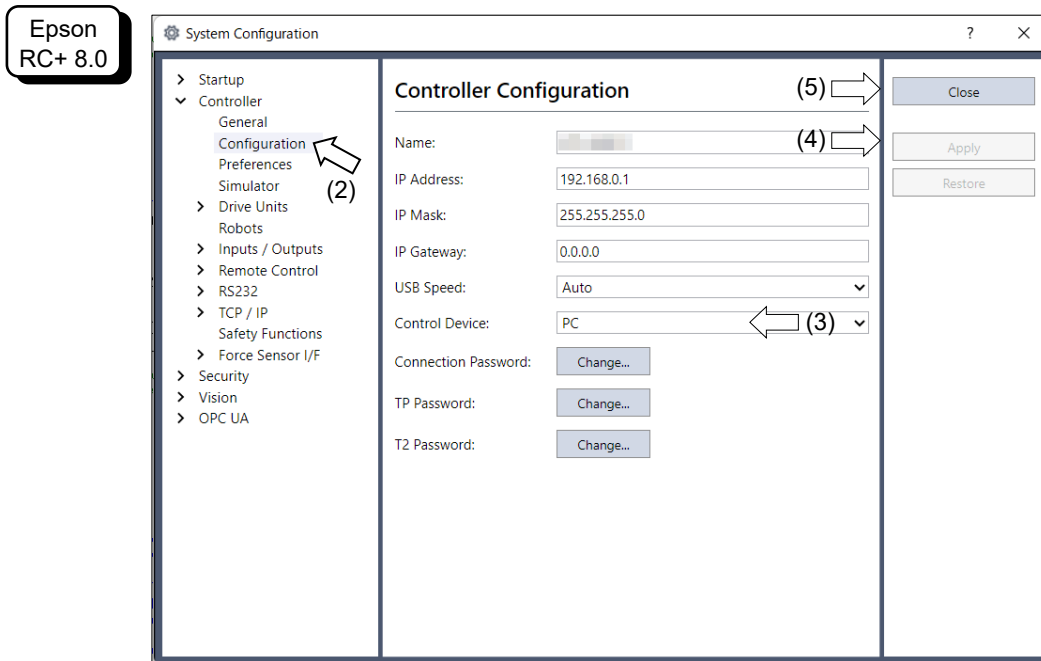 Epson
RC+ 8.0
System Configuration
?
Startup
Controller
General
Configuration
Preferences
Simulator
Drive Units
Robots
Inputs / Outputs
Remote Control
RS232
TCP / IP
Safety Functions
Force Sensor I/F
Security
Vision
OPC UA
(2)
Controller Configuration
Name:
IP Address: 192.168.0.1
IP Mask: 255.255.255.0
IP Gateway: 0.0.0.0
USB Speed: Auto
Control Device: PC (3)
Connection Password: Change...
TP Password: Change...
T2 Password: Change...
(5) Close
(4) Apply
Restore